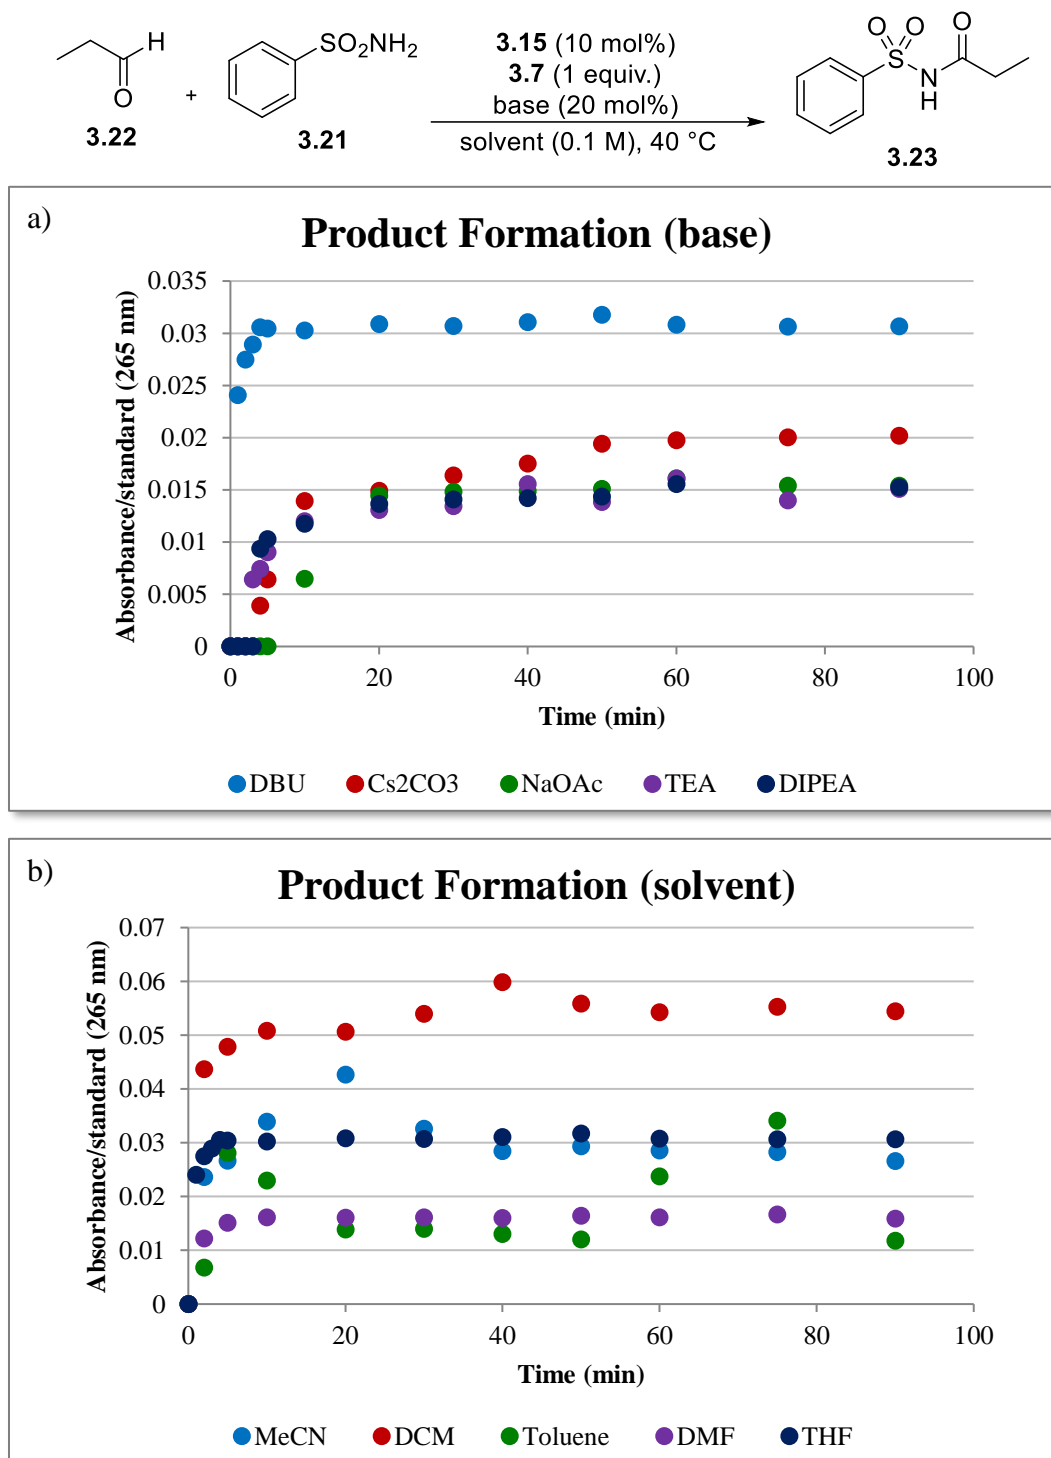 H
O
3.22
+
SO2NH2
3.21
3.15 (10 mol%)
3.7 (1 equiv.)
base (20 mol%)
solvent (0.1 M), 40 °C
O O O
S
N
H
3.23
a)
Product Formation (base)
Absorbance/standard (265 nm)
0.035
0.03
0.025
0.02
0.015
0.01
0.005
0
0 20 40 60 80 100
Time (min)
DBU Cs2CO3 NaOAc TEA DIPEA
b)
Product Formation (solvent)
Absorbance/standard (265 nm)
0.07
0.06
0.05
0.04
0.03
0.02
0.01
0
0 20 40 60 80 100
Time (min)
MeCN DCM Toluene DMF THF